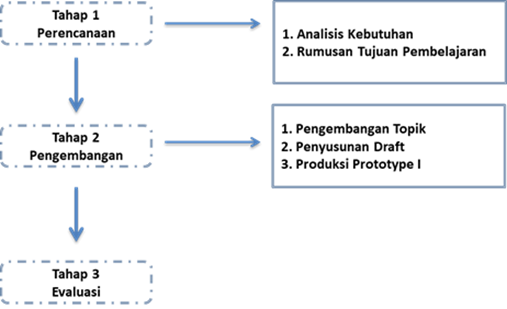 Tahap 1
Perencanaan
1. Analisis Kebutuhan
2. Rumusan Tujuan Pembelajaran
Tahap 2
Pengembangan
1. Pengembangan Topik
2. Penyusunan Draft
3. Produksi Prototype I
Tahap 3
Evaluasi